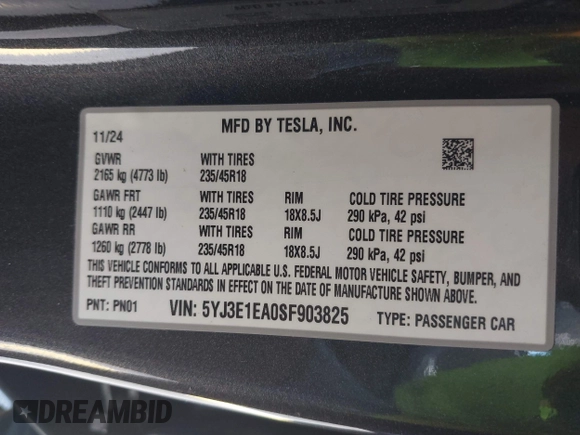 MFD BY TESLA, INC.
11/24
GVWR WITH TIRES
2165 kg (4773 lb) 235/45R18
GAWR FRT WITH TIRES RIM COLD TIRE PRESSURE
1110 kg (2447 lb) 235/45R18 18X8.5J 290 kPa, 42 psi
GAWR RR WITH TIRES RIM COLD TIRE PRESSURE
1260 kg (2778 lb) 235/45R18 18X8.5J 290 kPa, 42 psi
THIS VEHICLE CONFORMS TO ALL APPLICABLE U.S. FEDERAL MOTOR VEHICLE SAFETY, BUMPER, AND
THEFT PREVENTION STANDARDS IN EFFECT ON THE DATE OF MANUFACTURE SHOWN ABOVE.
PNT: PN01 VIN: 5YJ3E1EA0SF903825 TYPE: PASSENGER CAR
DREAMBID